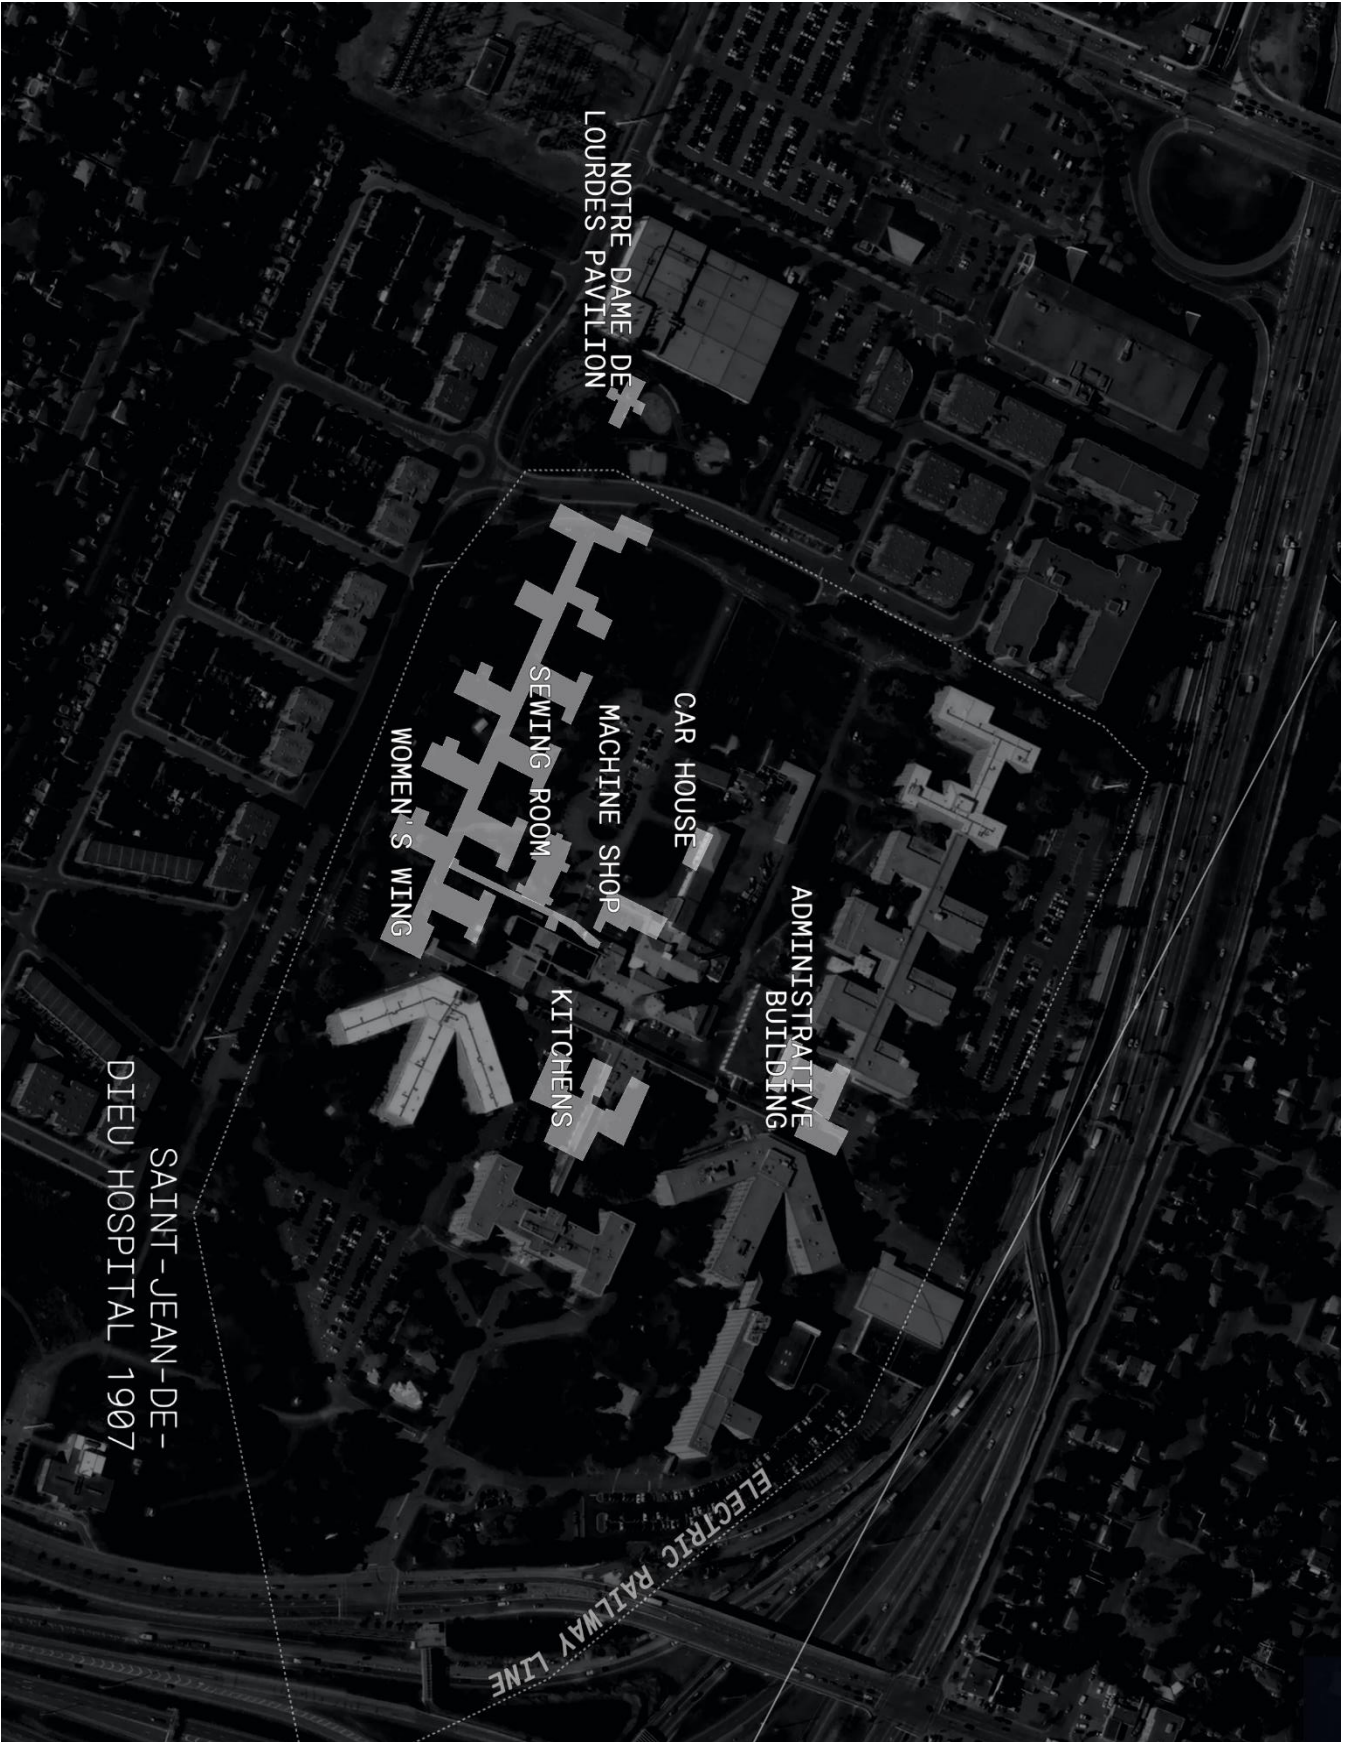 NOTRE DAME DE
LOURDES PAVILION
CAR HOUSE
MACHINE SHOP
SEWING ROOM
WOMEN'S WING
ADMINISTRATIVE
BUILDING
KITCHENS
SAINT-JEAN-DE-
DIEU HOSPITAL 1907
ELECTRIC RAILWAY LINE